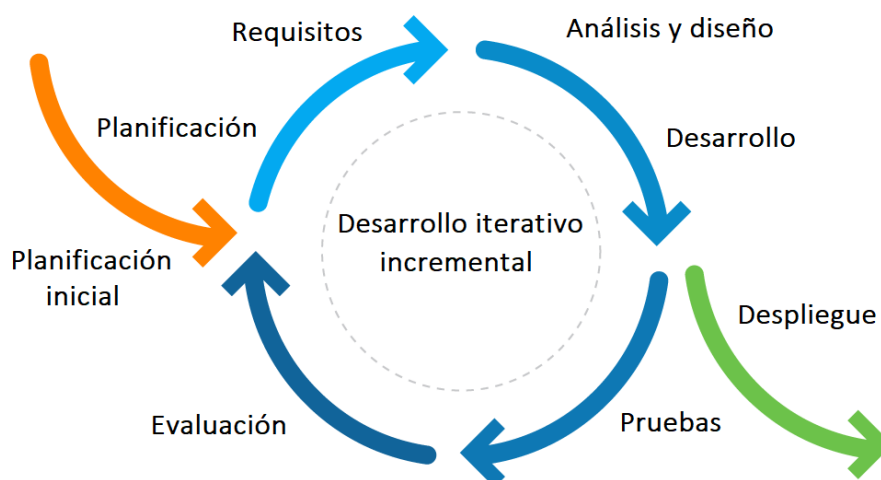 Requisitos
Análisis y diseño
Planificación
Desarrollo
Desarrollo iterativo
incremental
Planificación
inicial
Despliegue
Evaluación
Pruebas